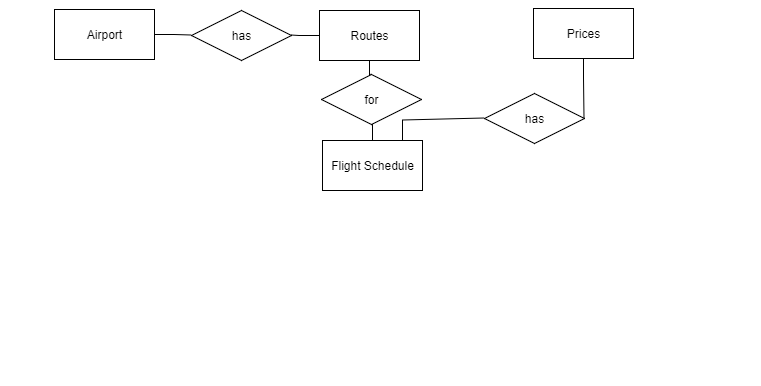 Airport
has
Routes
Prices
for
has
Flight Schedule